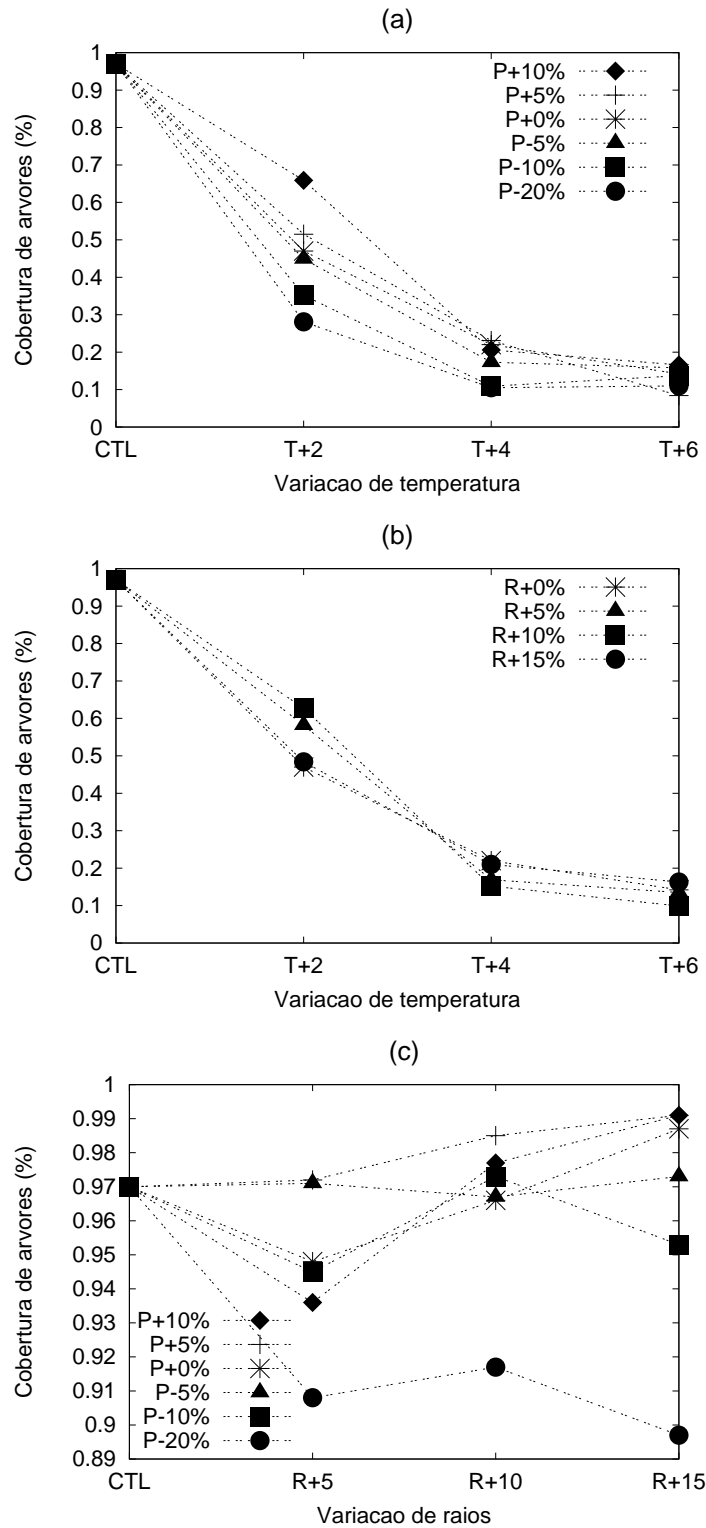 (a)
Cobertura de arvores (%)
1
0.9
0.8
0.7
0.6
0.5
0.4
0.3
0.2
0.1
0
P+10%
P+5%
P+0%
P-5%
P-10%
P-20%
CTL T+2 T+4 T+6
Variacao de temperatura
(b)
Cobertura de arvores (%)
1
0.9
0.8
0.7
0.6
0.5
0.4
0.3
0.2
0.1
0
R+0%
R+5%
R+10%
R+15%
CTL T+2 T+4 T+6
Variacao de temperatura
(c)
Cobertura de arvores (%)
1
0.99
0.98
0.97
0.96
0.95
0.94
0.93
0.92
0.91
0.9
0.89
P+10%
P+5%
P+0%
P-5%
P-10%
P-20%
CTL R+5 R+10 R+15
Variacao de raios